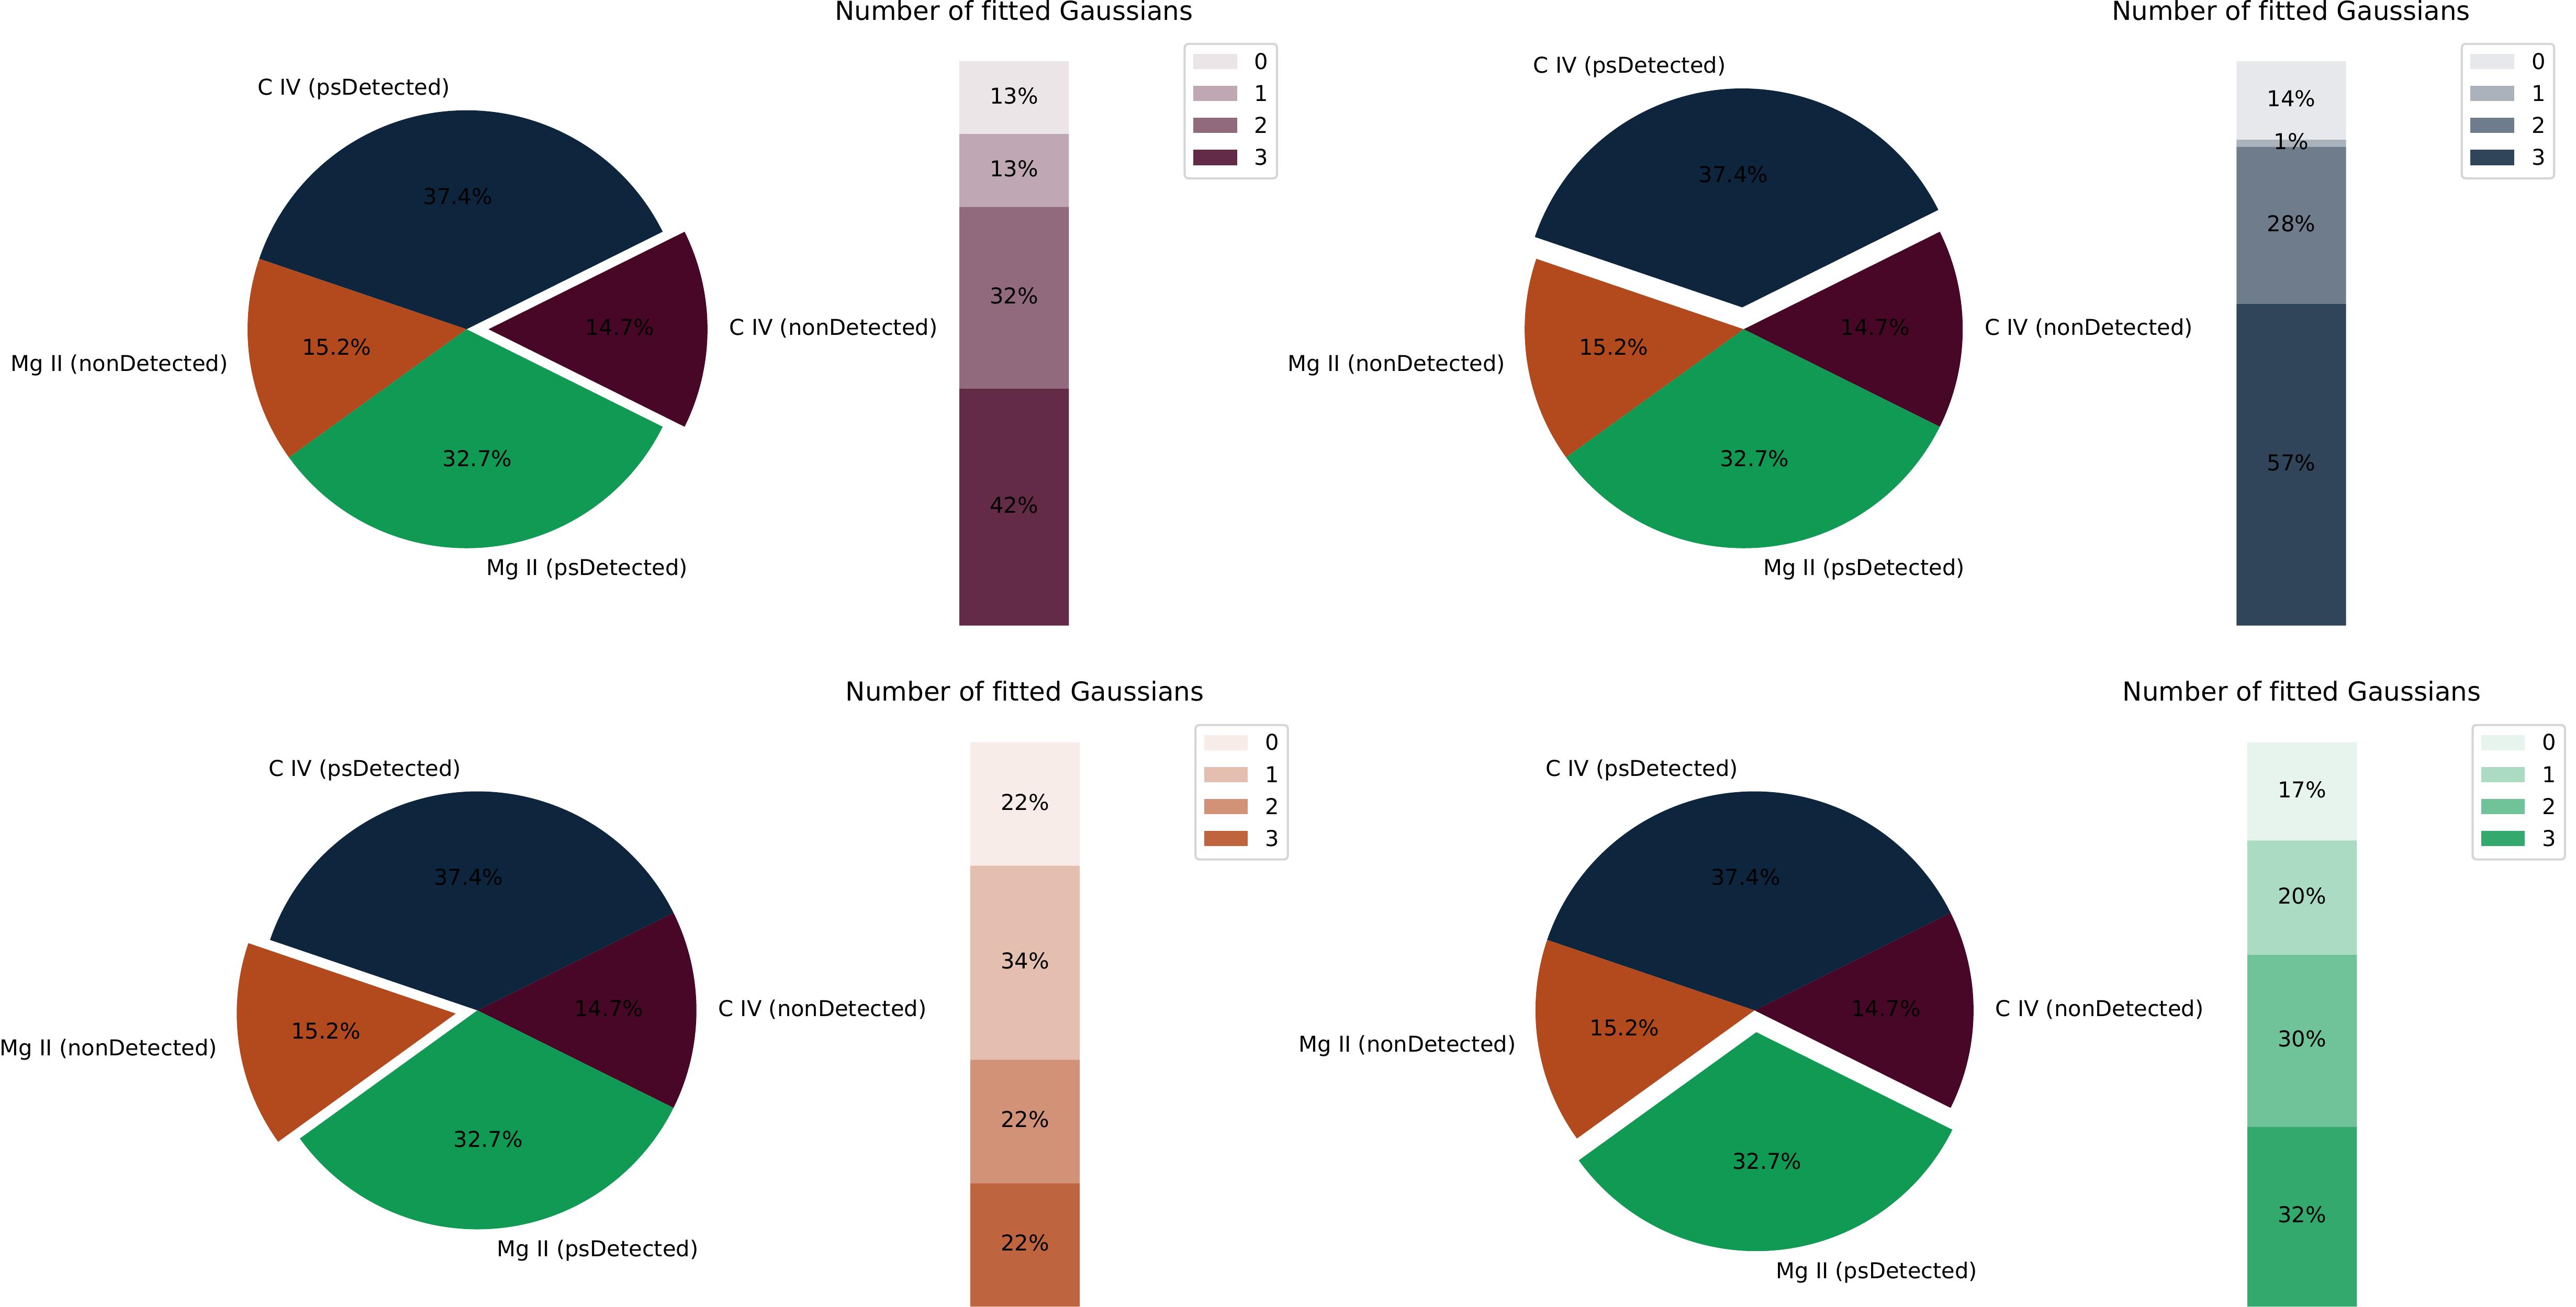 Number of fitted Gaussians
0
1
2
3
C IV (psDetected)
37.4%
14.7%
C IV (nonDetected)
15.2%
Mg II (nonDetected)
32.7%
Mg II (psDetected)
13%
13%
32%
42%
Number of fitted Gaussians
0
1
2
3
C IV (psDetected)
37.4%
14.7%
C IV (nonDetected)
15.2%
Mg II (nonDetected)
32.7%
Mg II (psDetected)
14%
1%
28%
57%
Number of fitted Gaussians
0
1
2
3
C IV (psDetected)
37.4%
14.7%
C IV (nonDetected)
15.2%
Mg II (nonDetected)
32.7%
Mg II (psDetected)
22%
34%
22%
22%
Number of fitted Gaussians
0
1
2
3
C IV (psDetected)
37.4%
14.7%
C IV (nonDetected)
15.2%
Mg II (nonDetected)
32.7%
Mg II (psDetected)
17%
20%
30%
32%